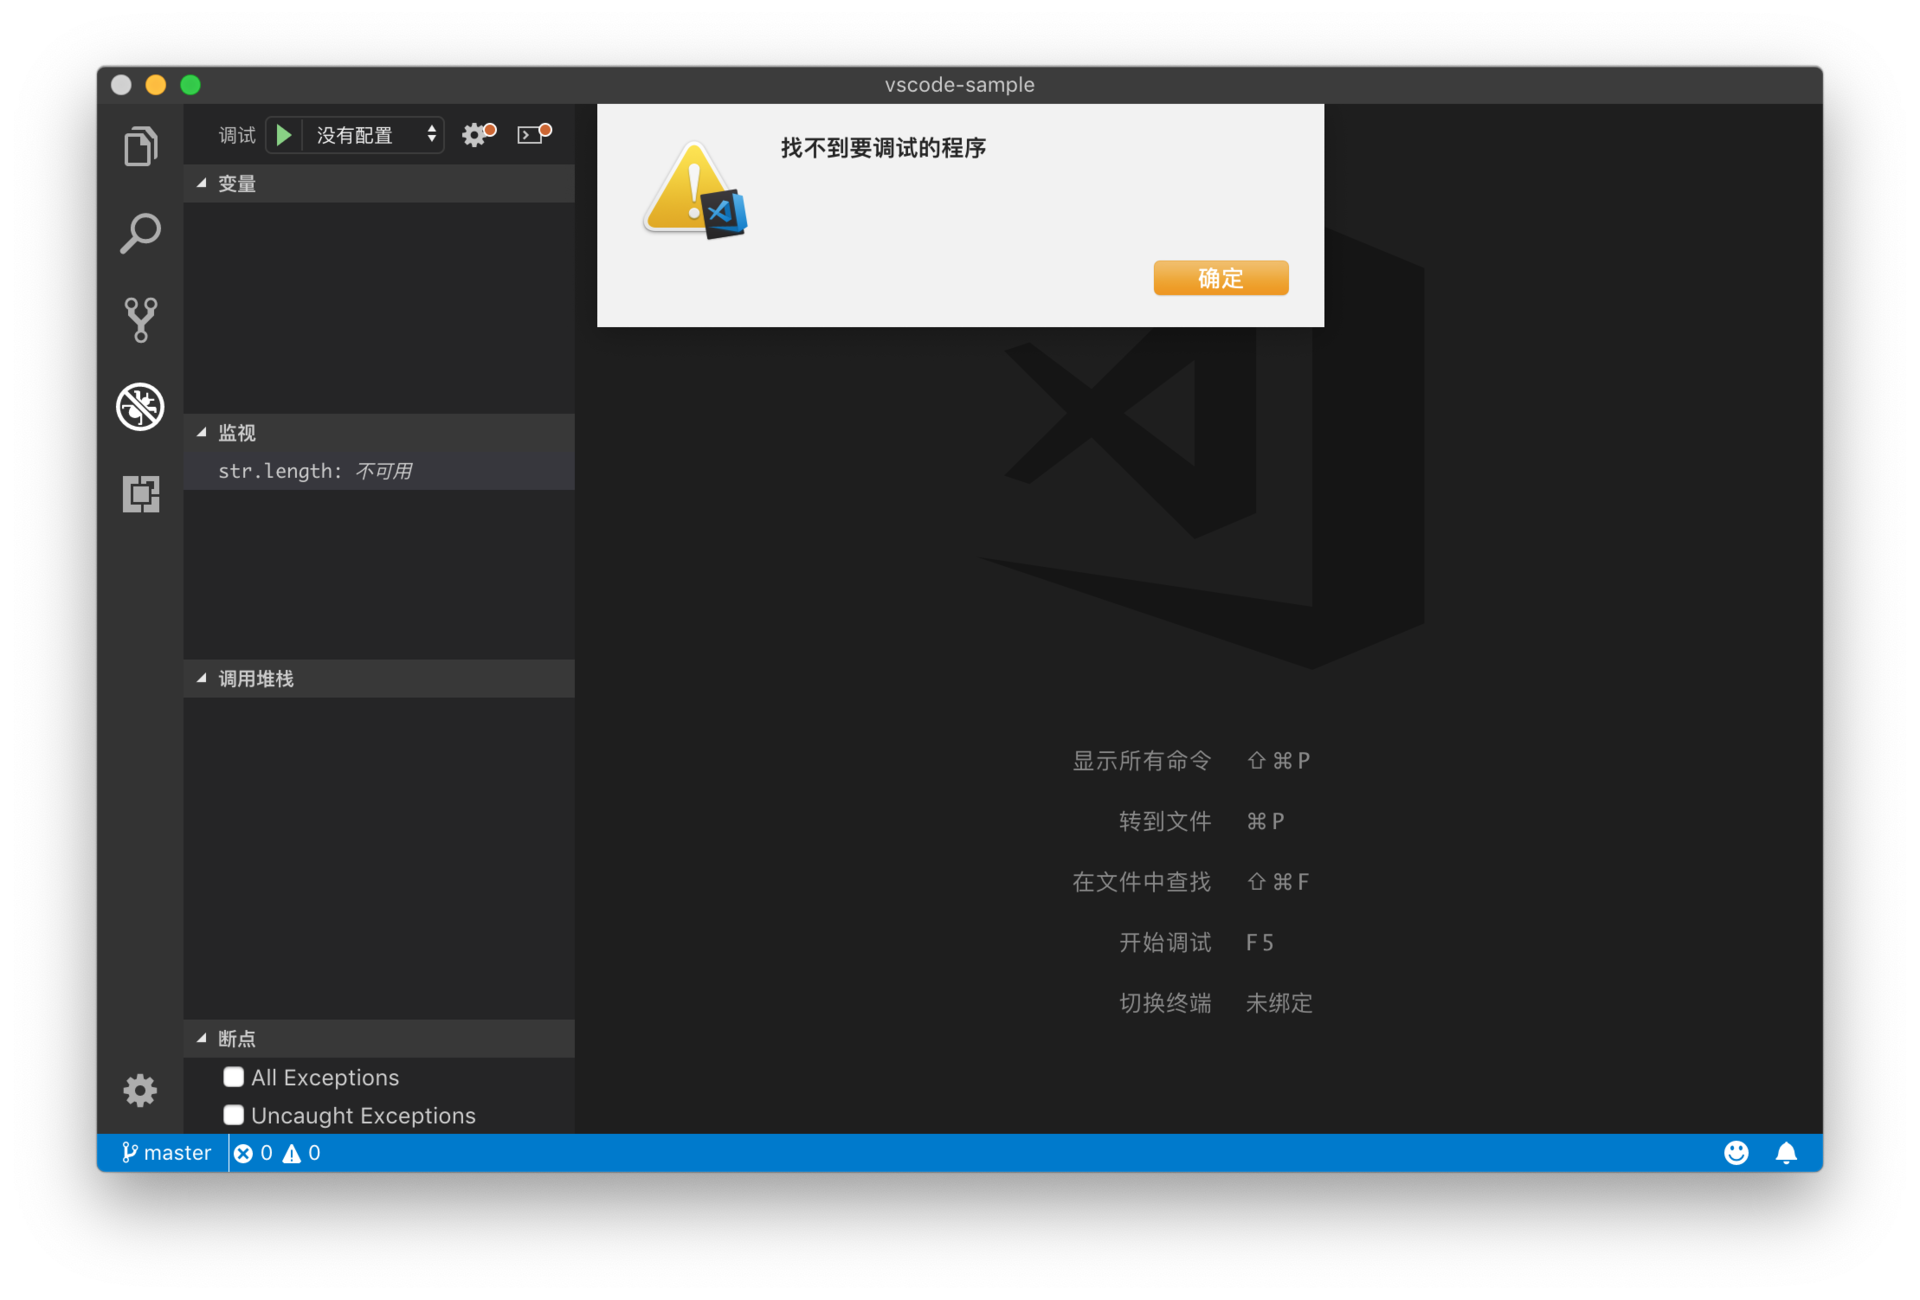 vscode-sample
调试 没有配置
找不到要调试的程序
确定
变量
监视
str.length: 不可用
调用堆栈
显示所有命令 ⇧⌘P
转到文件 ⌘P
在文件中查找 ⇧⌘F
开始调试 F5
切换终端 未绑定
断点
All Exceptions
Uncaught Exceptions
master 0 0